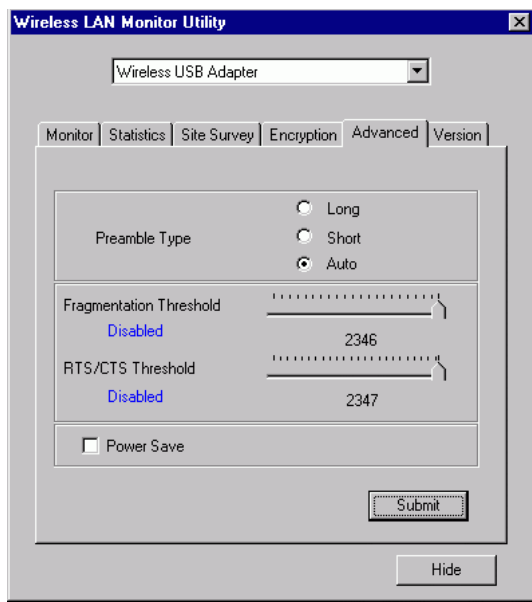 Wireless LAN Monitor Utility
Wireless USB Adapter
Monitor Statistics Site Survey Encryption Advanced Version
Preamble Type
Long
Short
Auto
Fragmentation Threshold
Disabled
2346
RTS/CTS Threshold
Disabled
2347
Power Save
Submit
Hide